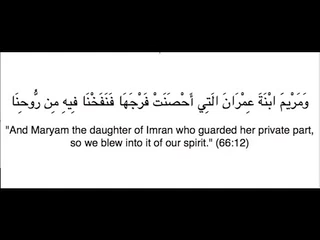 وَمَرْيَمَ ابْنَةَ عِمْرَانَ الَّتِي أَحْصَنَتْ فَرْجَهَا فَنَفَخْنَا فِيهِ مِن رُّوحِنَا
"And Maryam the daughter of Imran who guarded her private part,
so we blew into it of our spirit." (66:12)